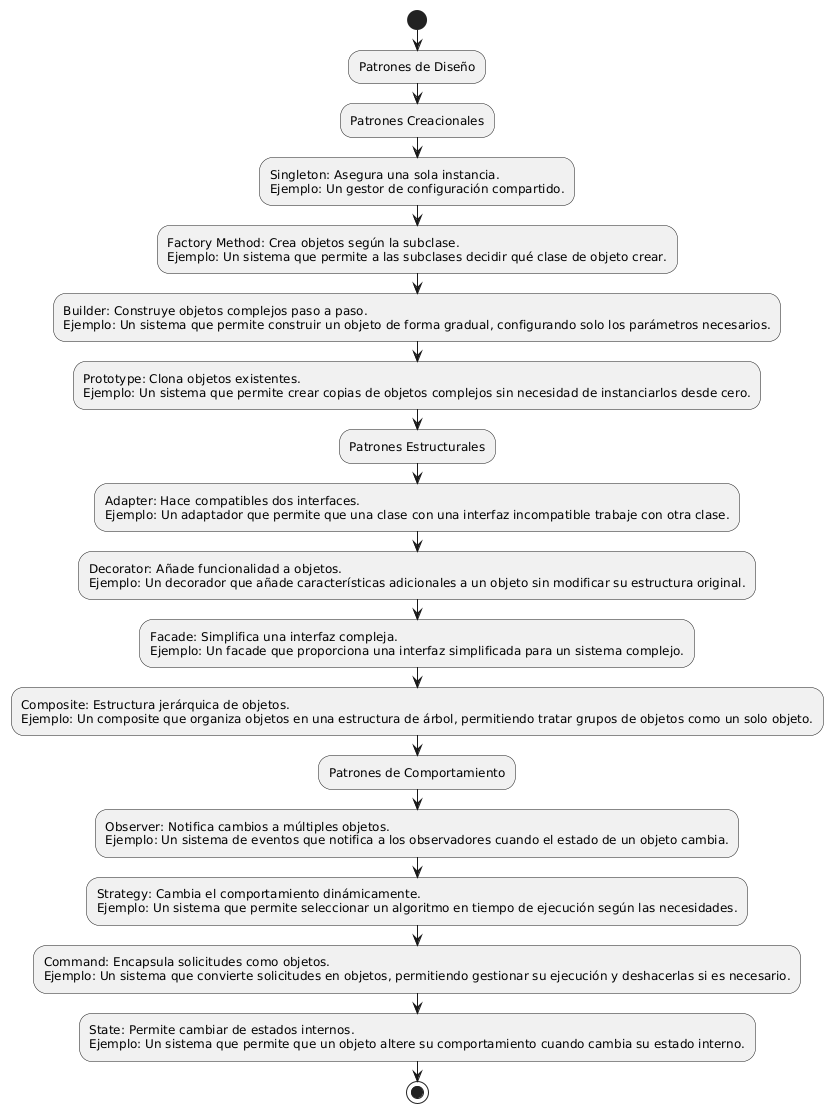 Patrones de Diseño
Patrones Creacionales
Singleton: Asegura una sola instancia.
Ejemplo: Un gestor de configuración compartido.
Factory Method: Crea objetos según la subclase.
Ejemplo: Un sistema que permite a las subclases decidir qué clase de objeto crear.
Builder: Construye objetos complejos paso a paso.
Ejemplo: Un sistema que permite construir un objeto de forma gradual, configurando solo los parámetros necesarios.
Prototype: Clona objetos existentes.
Ejemplo: Un sistema que permite crear copias de objetos complejos sin necesidad de instanciarlos desde cero.
Patrones Estructurales
Adapter: Hace compatibles dos interfaces.
Ejemplo: Un adaptador que permite que una clase con una interfaz incompatible trabaje con otra clase.
Decorator: Añade funcionalidad a objetos.
Ejemplo: Un decorador que añade características adicionales a un objeto sin modificar su estructura original.
Facade: Simplifica una interfaz compleja.
Ejemplo: Un facade que proporciona una interfaz simplificada para un sistema complejo.
Composite: Estructura jerárquica de objetos.
Ejemplo: Un composite que organiza objetos en una estructura de árbol, permitiendo tratar grupos de objetos como un solo objeto.
Patrones de Comportamiento
Observer: Notifica cambios a múltiples objetos.
Ejemplo: Un sistema de eventos que notifica a los observadores cuando el estado de un objeto cambia.
Strategy: Cambia el comportamiento dinámicamente.
Ejemplo: Un sistema que permite seleccionar un algoritmo en tiempo de ejecución según las necesidades.
Command: Encapsula solicitudes como objetos.
Ejemplo: Un sistema que convierte solicitudes en objetos, permitiendo gestionar su ejecución y deshacerlas si es necesario.
State: Permite cambiar de estados internos.
Ejemplo: Un sistema que permite que un objeto altere su comportamiento cuando cambia su estado interno.